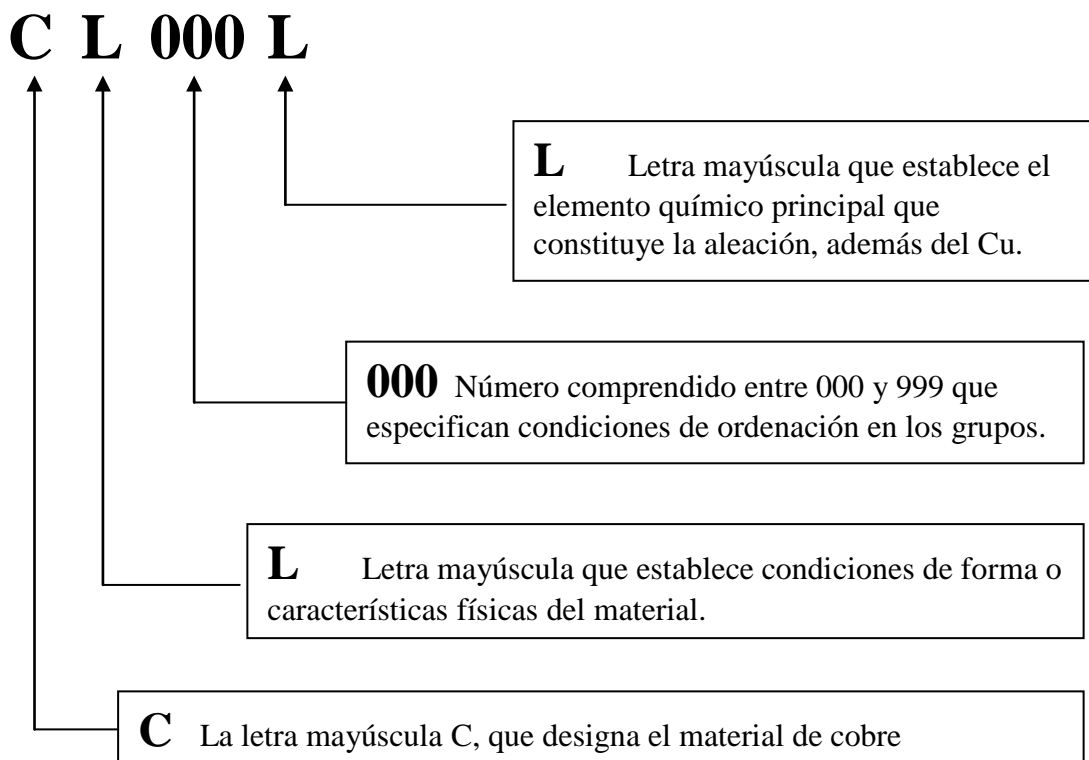 C L 000 L
L Letra mayúscula que establece el
elemento químico principal que
constituye la aleación, además del Cu.
000 Número comprendido entre 000 y 999 que
especifican condiciones de ordenación en los grupos.
L Letra mayúscula que establece condiciones de forma o
características físicas del material.
C La letra mayúscula C, que designa el material de cobre